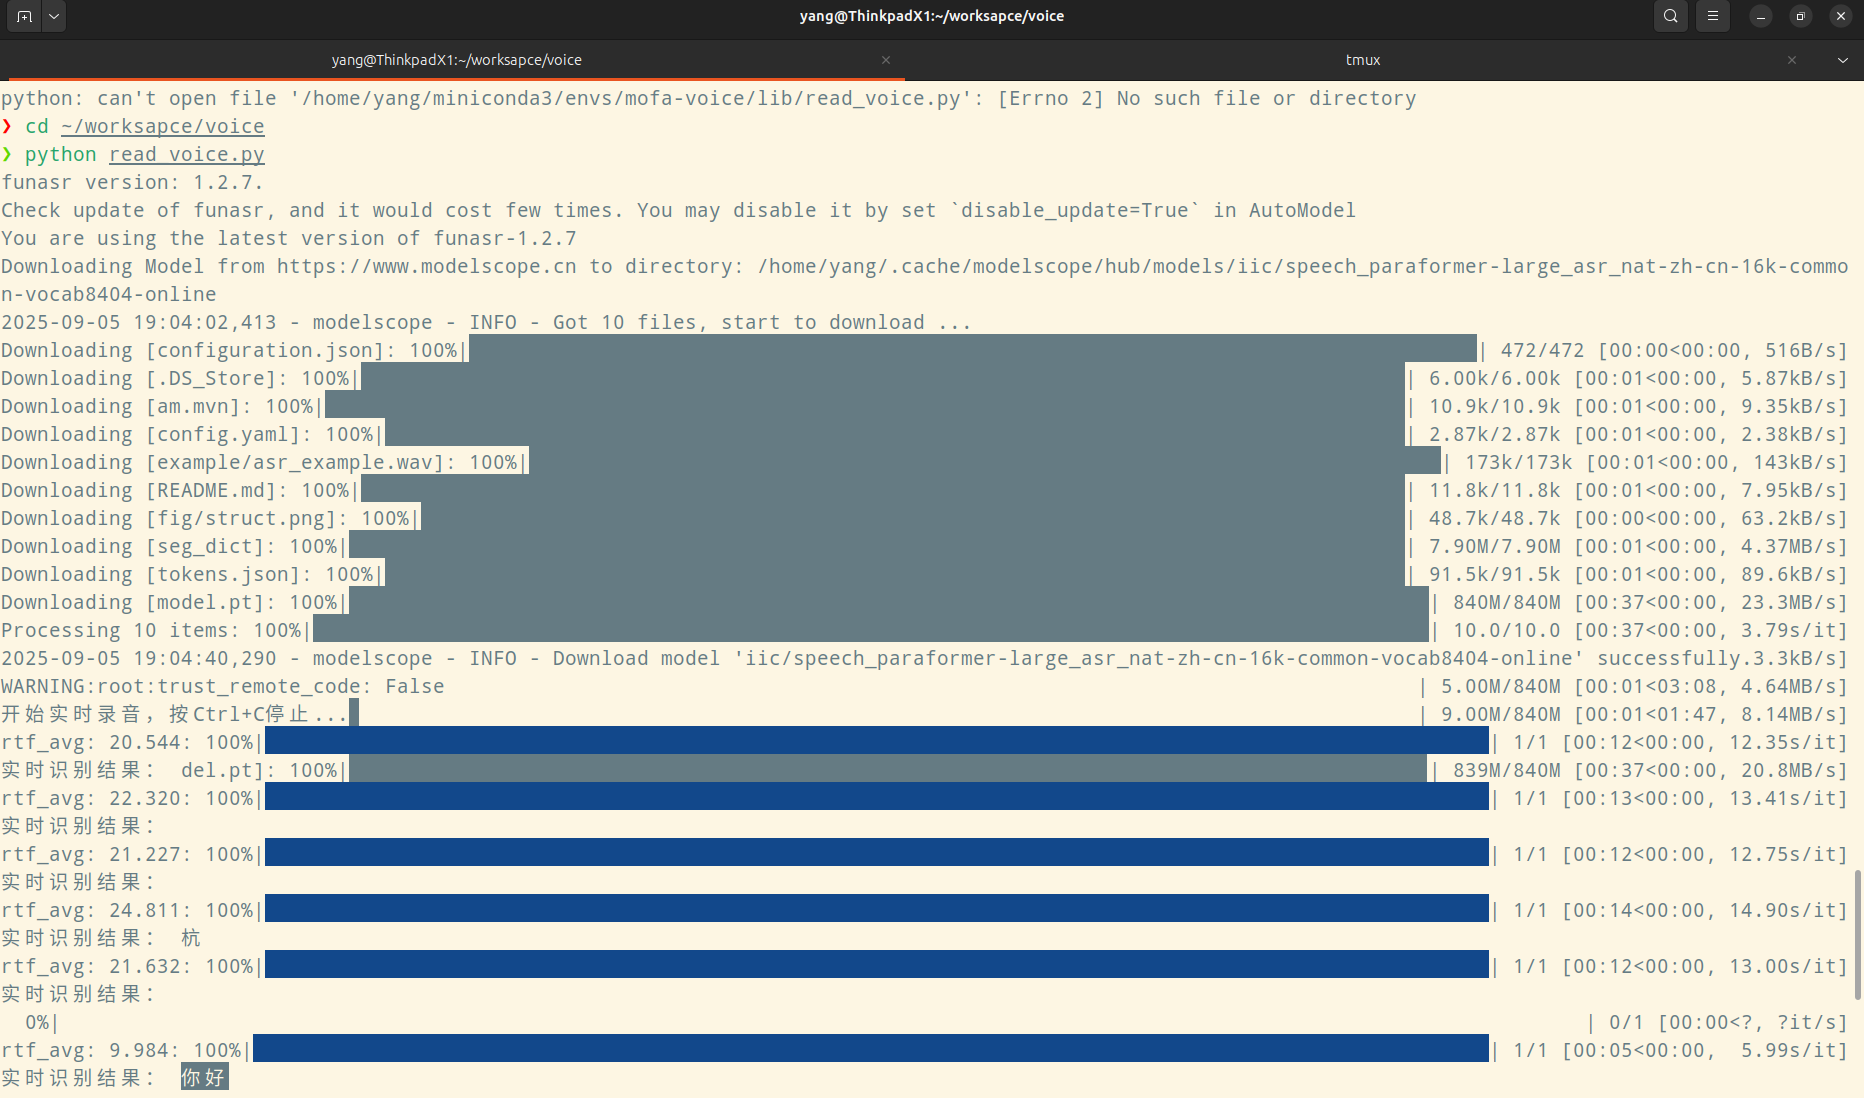 yang@ThinkpadX1:~/worksapce/voice
yang@ThinkpadX1:~/worksapce/voice
tmux
python: can't open file '/home/yang/miniconda3/envs/mofa-voice/lib/read_voice.py': [Errno 2] No such file or directory
❯ cd ~/worksapce/voice
❯ python read_voice.py
funasr version: 1.2.7.
Check update of funasr, and it would cost few times. You may disable it by set `disable_update=True` in AutoModel
You are using the latest version of funasr-1.2.7
Downloading Model from https://www.modelscope.cn to directory: /home/yang/.cache/modelscope/hub/models/iic/speech_paraformer-large_asr_nat-zh-cn-16k-commo
n-vocab8404-online
2025-09-05 19:04:02,413 - modelscope - INFO - Got 10 files, start to download ...
Downloading [configuration.json]: 100%| | 472/472 [00:00<00:00, 516B/s]
Downloading [.DS_Store]: 100%| | 6.00k/6.00k [00:01<00:00, 5.87kB/s]
Downloading [am.mvn]: 100%| | 10.9k/10.9k [00:01<00:00, 9.35kB/s]
Downloading [config.yaml]: 100%| | 2.87k/2.87k [00:01<00:00, 2.38kB/s]
Downloading [example/asr_example.wav]: 100%| | 173k/173k [00:01<00:00, 143kB/s]
Downloading [README.md]: 100%| | 11.8k/11.8k [00:01<00:00, 7.95kB/s]
Downloading [fig/struct.png]: 100%| | 48.7k/48.7k [00:00<00:00, 63.2kB/s]
Downloading [seg_dict]: 100%| | 7.90M/7.90M [00:01<00:00, 4.37MB/s]
Downloading [tokens.json]: 100%| | 91.5k/91.5k [00:01<00:00, 89.6kB/s]
Downloading [model.pt]: 100%| | 840M/840M [00:37<00:00, 23.3MB/s]
Processing 10 items: 100%| | 10.0/10.0 [00:37<00:00, 3.79s/it]
2025-09-05 19:04:40,290 - modelscope - INFO - Download model 'iic/speech_paraformer-large_asr_nat-zh-cn-16k-common-vocab8404-online' successfully.3.3kB/s]
WARNING:root:trust_remote_code: False | 5.00M/840M [00:01<03:08, 4.64MB/s]
开始实时录音，按Ctrl+C停止... | 9.00M/840M [00:01<01:47, 8.14MB/s]
rtf_avg: 20.544: 100%| | 1/1 [00:12<00:00, 12.35s/it]
实时识别结果： del.pt]: 100%| | 839M/840M [00:37<00:00, 20.8MB/s]
rtf_avg: 22.320: 100%| | 1/1 [00:13<00:00, 13.41s/it]
实时识别结果：
rtf_avg: 21.227: 100%| | 1/1 [00:12<00:00, 12.75s/it]
实时识别结果：
rtf_avg: 24.811: 100%| | 1/1 [00:14<00:00, 14.90s/it]
实时识别结果： 杭
rtf_avg: 21.632: 100%| | 1/1 [00:12<00:00, 13.00s/it]
实时识别结果：
0%| | 0/1 [00:00<?, ?it/s]
rtf_avg: 9.984: 100%| | 1/1 [00:05<00:00, 5.99s/it]
实时识别结果： 你好